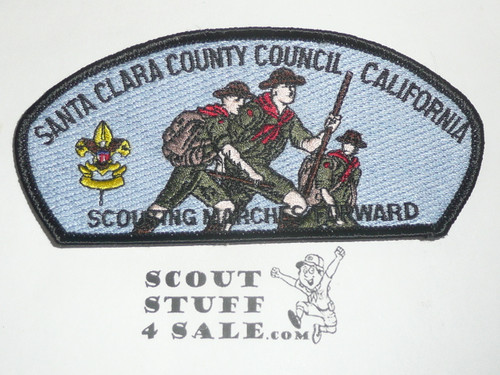 SANTA CLARA COUNTY COUNCIL CALIFORNIA
SCOUTING MARCHES FORWARD
SCOUT
STUFF
4 SALE.COM